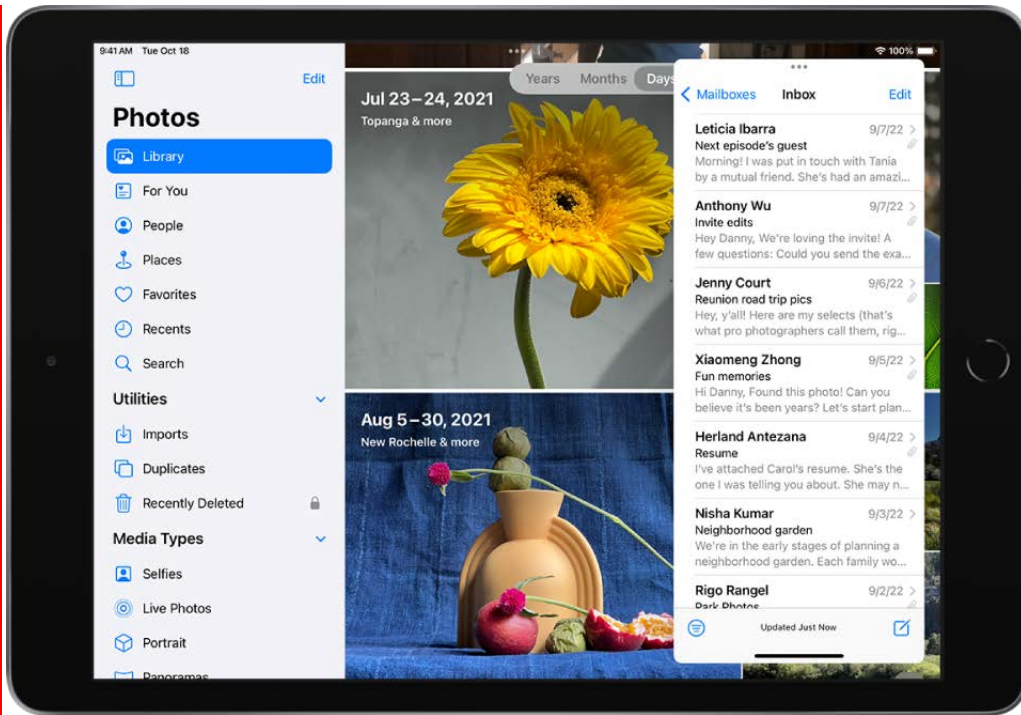 9:41 AM Tue Oct 18
100%
Edit
Photos
Library
For You
People
Places
Favorites
Recents
Search
Utilities
Imports
Duplicates
Recently Deleted
Media Types
Selfies
Live Photos
Portrait
Panoramas
Years Months Days
Jul 23–24, 2021
Topanga & more
Aug 5–30, 2021
New Rochelle & more
Mailboxes Inbox Edit
Leticia Ibarra 9/7/22
Next episode's guest
Morning! I was put in touch with Tania
by a mutual friend. She's had an amazi...
Anthony Wu 9/7/22
Invite edits
Hey Danny, We're loving the invite! A
few questions: Could you send the exa...
Jenny Court 9/6/22
Reunion road trip pics
Hey, y'all! Here are my selects (that's
what pro photographers call them, rig...
Xiaomeng Zhong 9/5/22
Fun memories
Hi Danny, Found this photo! Can you
believe it's been years? Let's start plan...
Herland Antezana 9/4/22
Resume
I've attached Carol's resume. She's the
one I was telling you about. She may n...
Nisha Kumar 9/3/22
Neighborhood garden
We're in the early stages of planning a
neighborhood garden. Each family wo...
Rigo Rangel 9/2/22
Park Photos
Updated Just Now